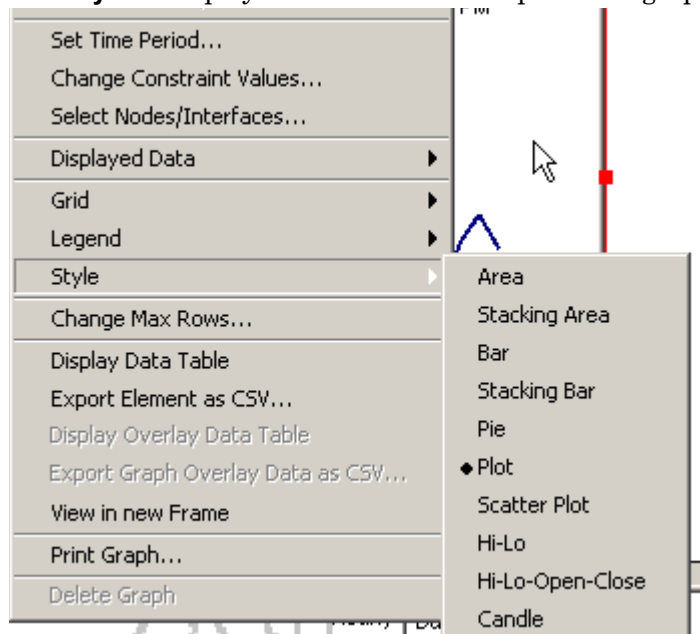 Set Time Period...
Change Constraint Values...
Select Nodes/Interfaces...
Displayed Data
Grid
Legend
Style
Change Max Rows...
Display Data Table
Export Element as CSV...
Display Overlay Data Table
Export Graph Overlay Data as CSV...
View in new Frame
Print Graph...
Delete Graph
Area
Stacking Area
Bar
Stacking Bar
Pie
Plot
Scatter Plot
Hi-Lo
Hi-Lo-Open-Close
Candle